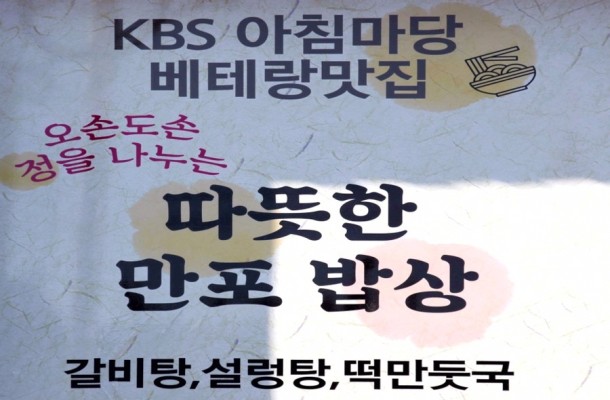 KBS 아침마당
베테랑맛집
오손도손
정을 나누는
따뜻한
만포 밥상
갈비탕,설렁탕,떡만둣국